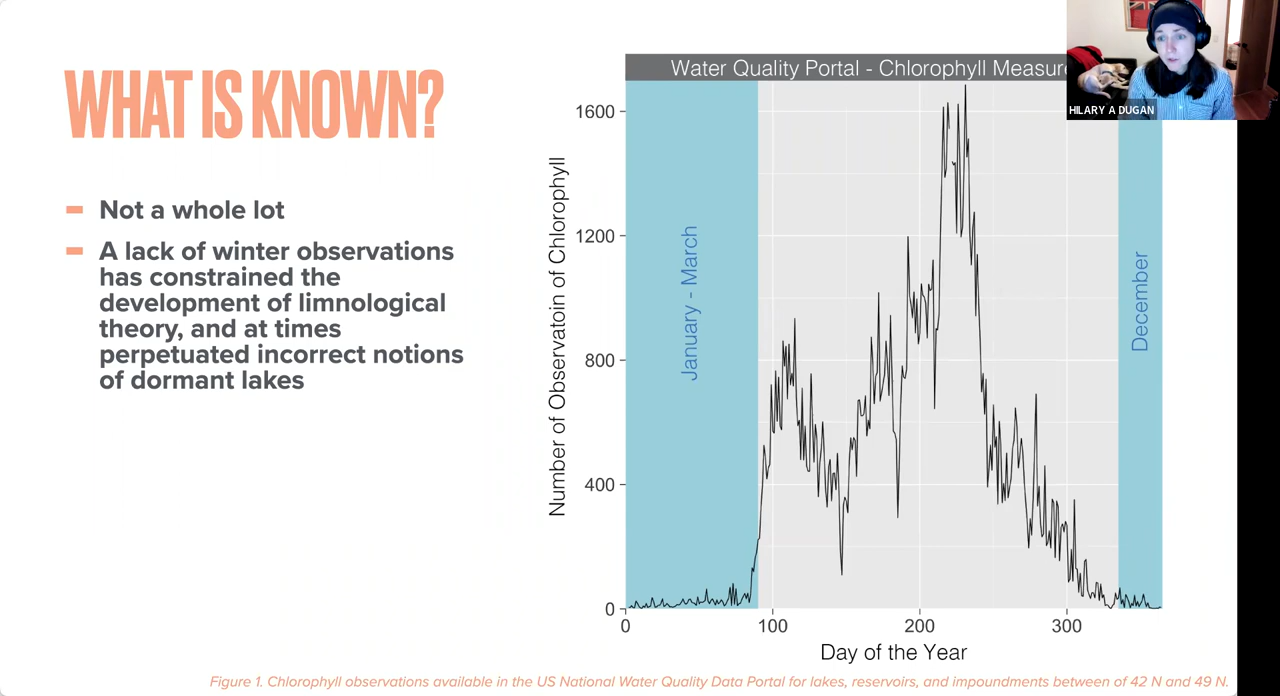 WHAT IS KNOWN?
Not a whole lot
A lack of winter observations
has constrained the
development of limnological
theory, and at times
perpetuated incorrect notions
of dormant lakes
Water Quality Portal - Chlorophyll Measure
HILARY A DUGAN
Number of Observatoin of Chlorophyll
1600
1200
800
400
0
January - March
December
0 100 200 300
Day of the Year
Figure 1. Chlorophyll observations available in the US National Water Quality Data Portal for lakes, reservoirs, and impoundments between of 42 N and 49 N.